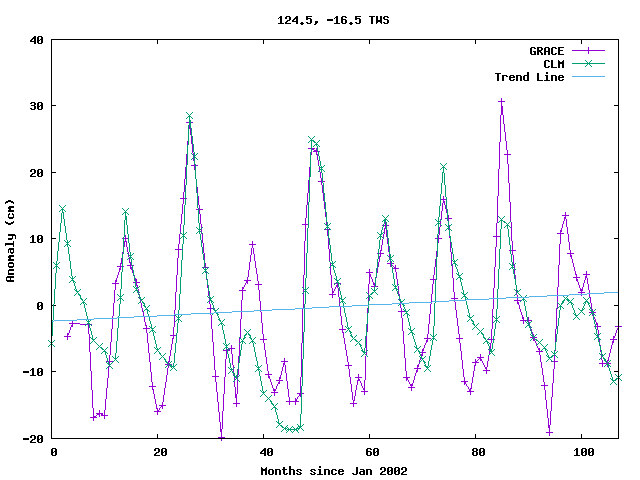 124.5, -16.5 TWS
GRACE
CLM
Trend Line
Anomaly (cm)
40
30
20
10
0
-10
-20
0 20 40 60 80 100
Months since Jan 2002